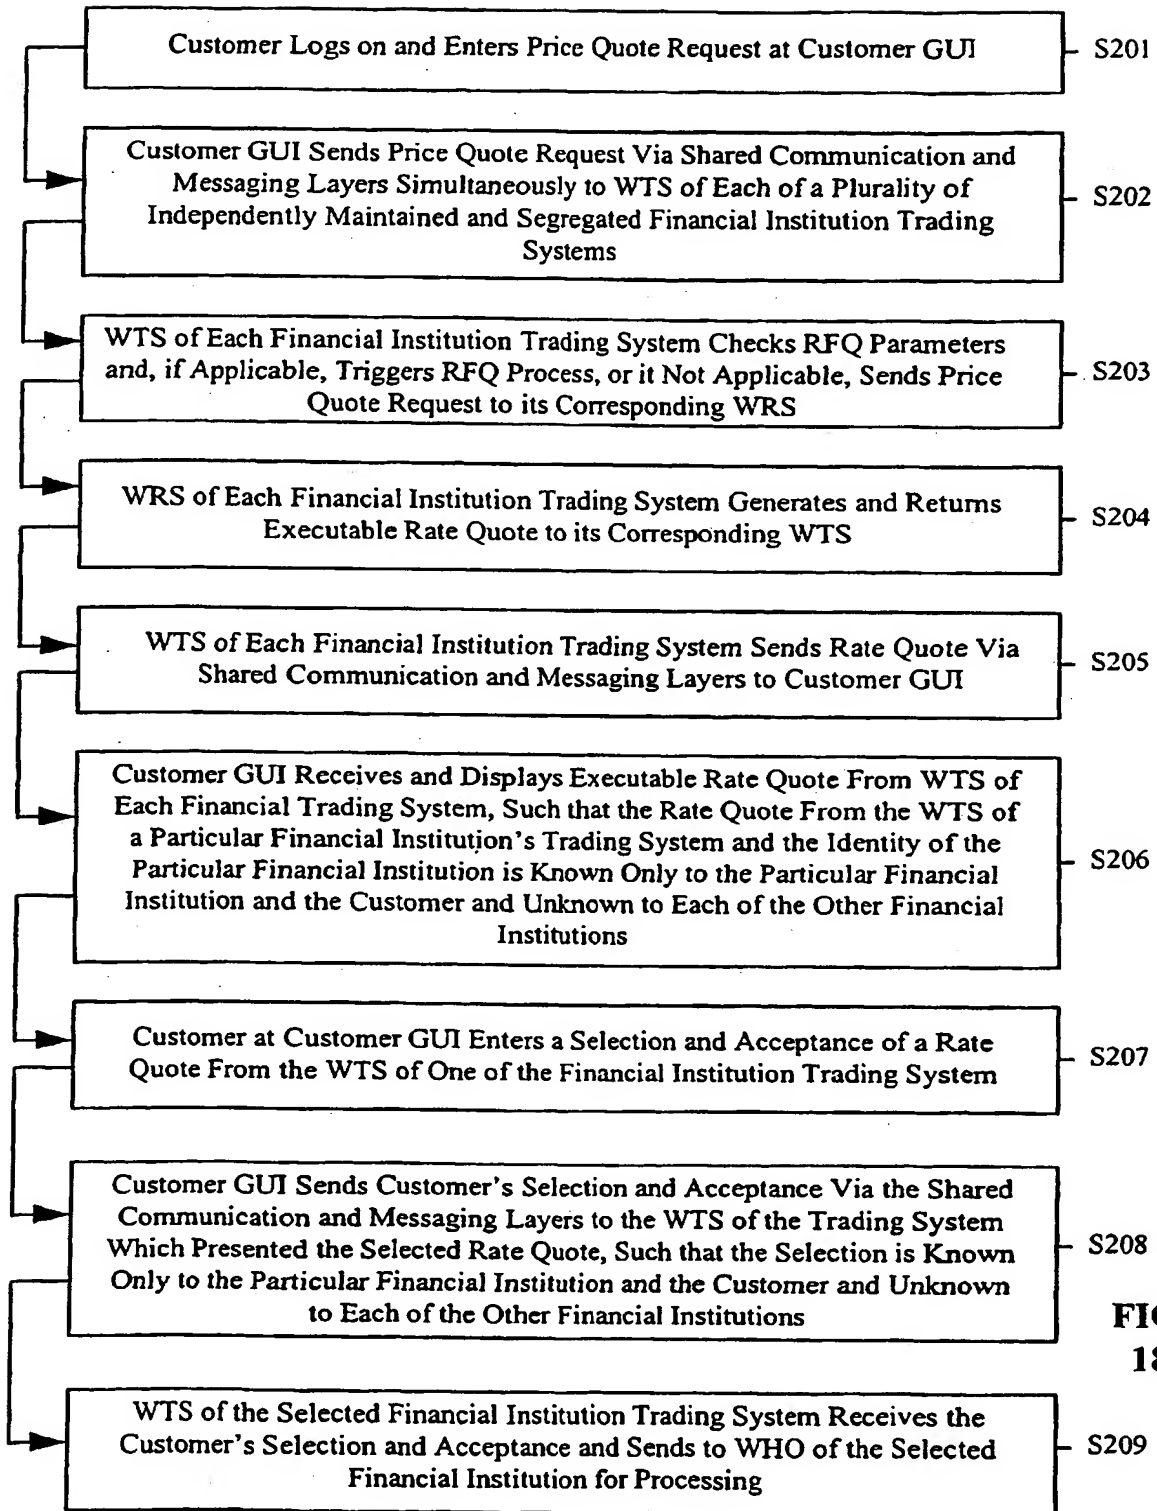 Customer Logs on and Enters Price Quote Request at Customer GUI
S201
Customer GUI Sends Price Quote Request Via Shared Communication and
Messaging Layers Simultaneously to WTS of Each of a Plurality of
Independently Maintained and Segregated Financial Institution Trading
Systems
S202
WTS of Each Financial Institution Trading System Checks RFQ Parameters
and, if Applicable, Triggers RFQ Process, or it Not Applicable, Sends Price
Quote Request to its Corresponding WRS
S203
WRS of Each Financial Institution Trading System Generates and Returns
Executable Rate Quote to its Corresponding WTS
S204
WTS of Each Financial Institution Trading System Sends Rate Quote Via
Shared Communication and Messaging Layers to Customer GUI
S205
Customer GUI Receives and Displays Executable Rate Quote From WTS of
Each Financial Trading System, Such that the Rate Quote From the WTS of
a Particular Financial Institution's Trading System and the Identity of the
Particular Financial Institution is Known Only to the Particular Financial
Institution and the Customer and Unknown to Each of the Other Financial
Institutions
S206
Customer at Customer GUI Enters a Selection and Acceptance of a Rate
Quote From the WTS of One of the Financial Institution Trading System
S207
Customer GUI Sends Customer's Selection and Acceptance Via the Shared
Communication and Messaging Layers to the WTS of the Trading System
Which Presented the Selected Rate Quote, Such that the Selection is Known
Only to the Particular Financial Institution and the Customer and Unknown
to Each of the Other Financial Institutions
S208
WTS of the Selected Financial Institution Trading System Receives the
Customer's Selection and Acceptance and Sends to WHO of the Selected
Financial Institution for Processing
S209